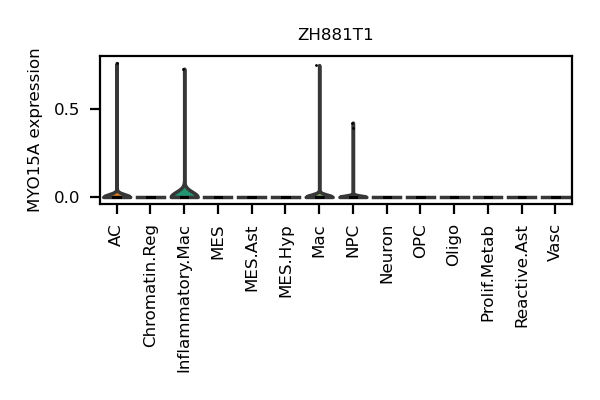 ZH881T1
MYO15A expression
0.5
0.0
AC
Chromatin.Reg
Inflammatory.Mac
MES
MES.Ast
MES.Hyp
Mac
NPC
Neuron
OPC
Oligo
Prolif.Metab
Reactive.Ast
Vasc